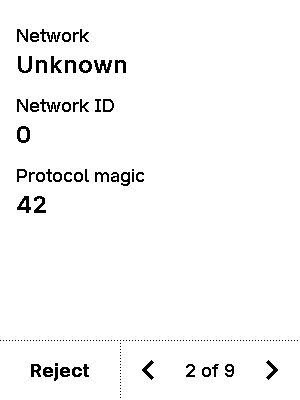 Network
Unknown
Network ID
0
Protocol magic
42
Reject
2 of 9